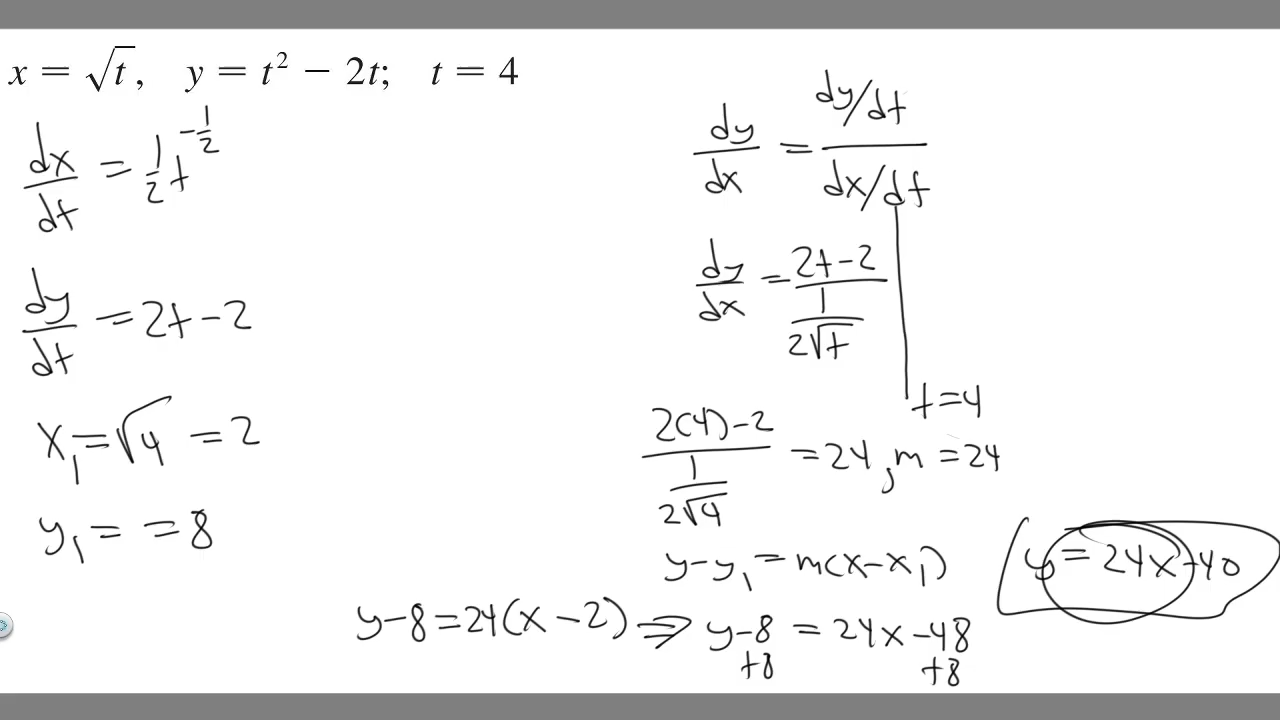 x = √t, y = t² − 2t; t = 4
dx/dt = 1/2 t^(-1/2)
dy/dt = 2t − 2
x₁ = √4 = 2
y₁ = = 8
dy/dx = (dy/dt)/(dx/dt)
dy/dx = (2t − 2)/(1/(2√t)) | t = 4
(2(4) − 2)/(1/(2√4)) = 24, m = 24
y − y₁ = m(x − x₁)
y − 8 = 24(x − 2) ⇒ y − 8 = 24x − 48
+8 +8
y = 24x − 40